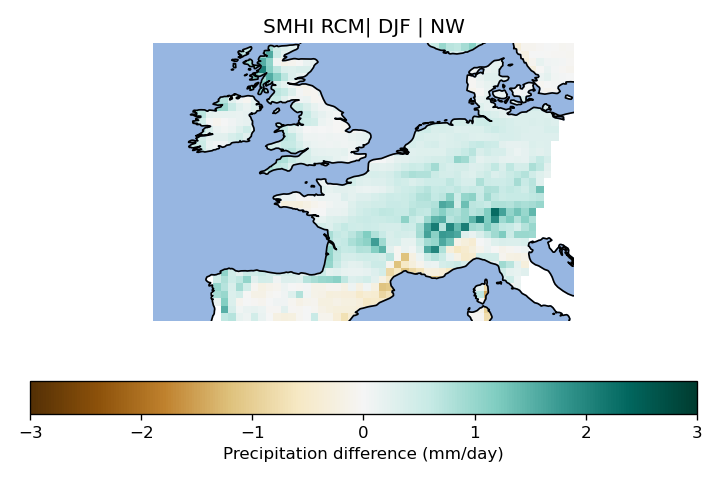 SMHI RCM| DJF | NW
−3 −2 −1 0 1 2 3
Precipitation difference (mm/day)